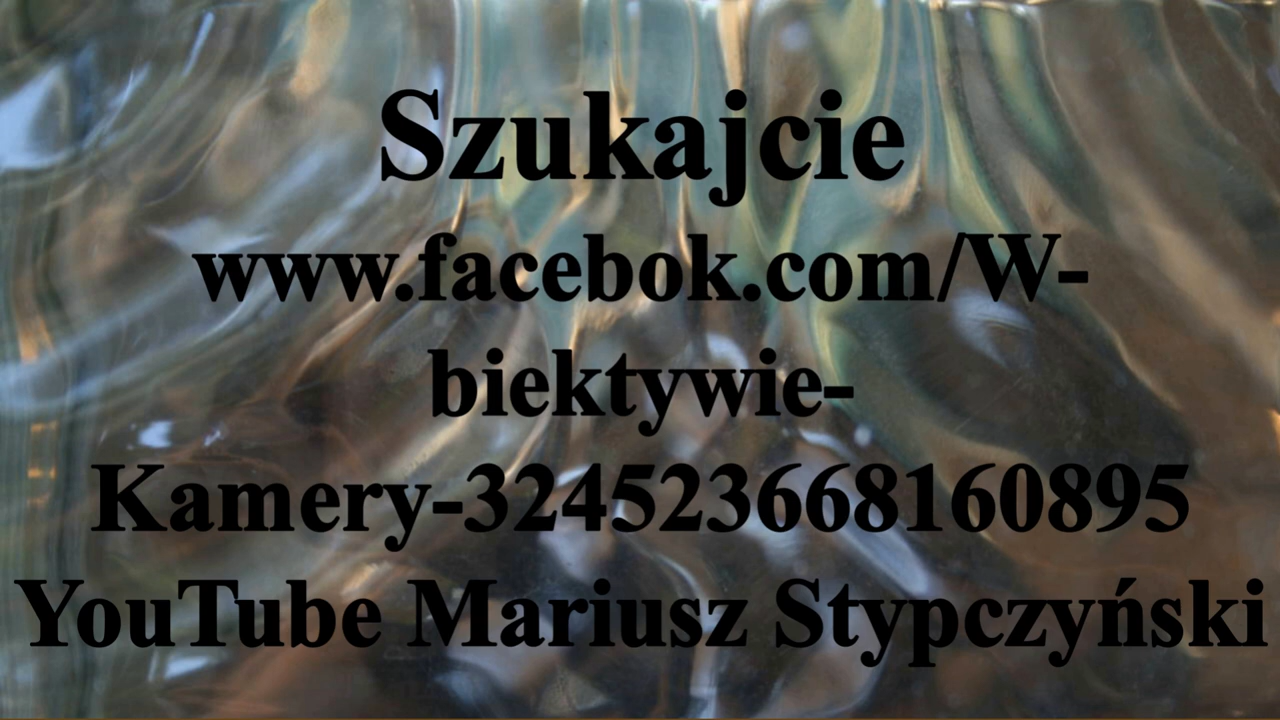 Szukajcie
www.facebok.com/W-
biektywie-
Kamery-324523668160895
YouTube Mariusz Stypczyński